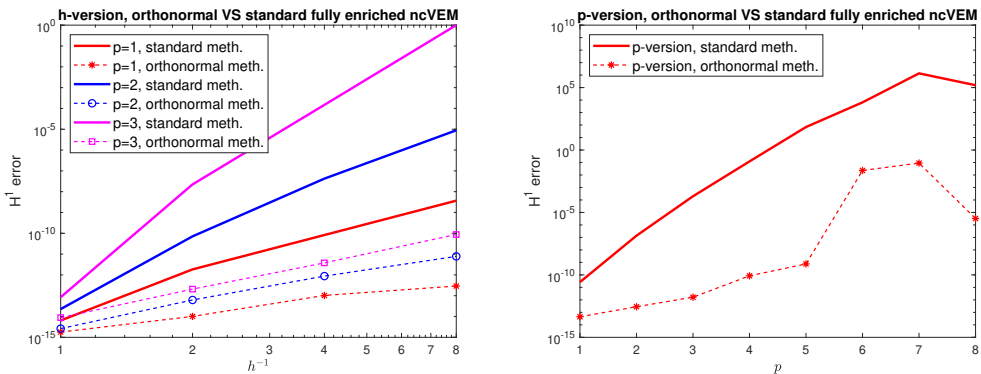 h-version, orthonormal VS standard fully enriched ncVEM
p=1, standard meth.
p=1, orthonormal meth.
p=2, standard meth.
p=2, orthonormal meth.
p=3, standard meth.
p=3, orthonormal meth.
H^1 error
10^0
10^-5
10^-10
10^-15
1
2
3
4
5
6
7
8
h^-1
p-version, orthonormal VS standard fully enriched ncVEM
p-version, standard meth.
p-version, orthonormal meth.
H^1 error
10^10
10^5
10^0
10^-5
10^-10
10^-15
1
2
3
4
5
6
7
8
p